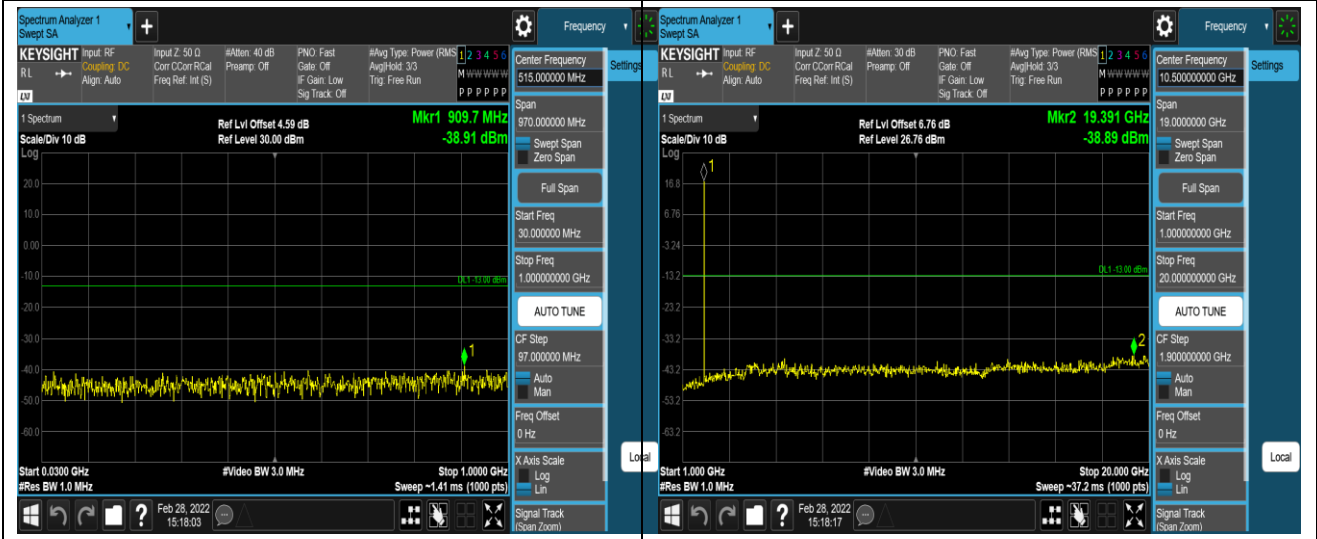 Spectrum Analyzer 1
Swept SA
+
Frequency
KEYSIGHT
Input: RF
Coupling: DC
Align: Auto
Input Z: 50 Ω
Corr CCorr RCal
Freq Ref: Int (S)
#Atten: 40 dB
Preamp: Off
PNO: Fast
Gate: Off
IF Gain: Low
Sig Track: Off
#Avg Type: Power (RMS
Avg|Hold: 3/3
Trig: Free Run
1 2 3 4 5 6
M W W W W W
P P P P P P
RL
LXI
Center Frequency
515.000000 MHz
Settings
1 Spectrum
Scale/Div 10 dB
Log
Ref Lvl Offset 4.59 dB
Ref Level 30.00 dBm
Mkr1 909.7 MHz
-38.91 dBm
Span
970.000000 MHz
Swept Span
Zero Span
Full Span
Start Freq
30.000000 MHz
Stop Freq
1.000000000 GHz
AUTO TUNE
CF Step
97.000000 MHz
Auto
Man
Freq Offset
0 Hz
X Axis Scale
Log
Lin
Signal Track
(Span Zoom)
Local
20.0
10.0
0.00
-10.0
DL1 -13.00 dBm
-20.0
-30.0
1
-40.0
-50.0
-60.0
Start 0.0300 GHz
#Res BW 1.0 MHz
#Video BW 3.0 MHz
Stop 1.0000 GHz
Sweep ~1.41 ms (1000 pts)
?
Feb 28, 2022
15:18:03
Spectrum Analyzer 1
Swept SA
+
Frequency
KEYSIGHT
Input: RF
Coupling: DC
Align: Auto
Input Z: 50 Ω
Corr CCorr RCal
Freq Ref: Int (S)
#Atten: 30 dB
Preamp: Off
PNO: Fast
Gate: Off
IF Gain: Low
Sig Track: Off
#Avg Type: Power (RMS
Avg|Hold: 3/3
Trig: Free Run
1 2 3 4 5 6
M W W W W W
P P P P P P
RL
LXI
Center Frequency
10.500000000 GHz
Settings
1 Spectrum
Scale/Div 10 dB
Log
Ref Lvl Offset 6.76 dB
Ref Level 26.76 dBm
Mkr2 19.391 GHz
-38.89 dBm
Span
19.0000000 GHz
Swept Span
Zero Span
Full Span
Start Freq
1.000000000 GHz
Stop Freq
20.000000000 GHz
AUTO TUNE
CF Step
1.900000000 GHz
Auto
Man
Freq Offset
0 Hz
X Axis Scale
Log
Lin
Signal Track
(Span Zoom)
Local
1
16.8
6.76
-3.24
-13.2
DL1 -13.00 dBm
-23.2
-33.2
2
-43.2
-53.2
-63.2
Start 1.000 GHz
#Res BW 1.0 MHz
#Video BW 3.0 MHz
Stop 20.000 GHz
Sweep ~37.2 ms (1000 pts)
?
Feb 28, 2022
15:18:17